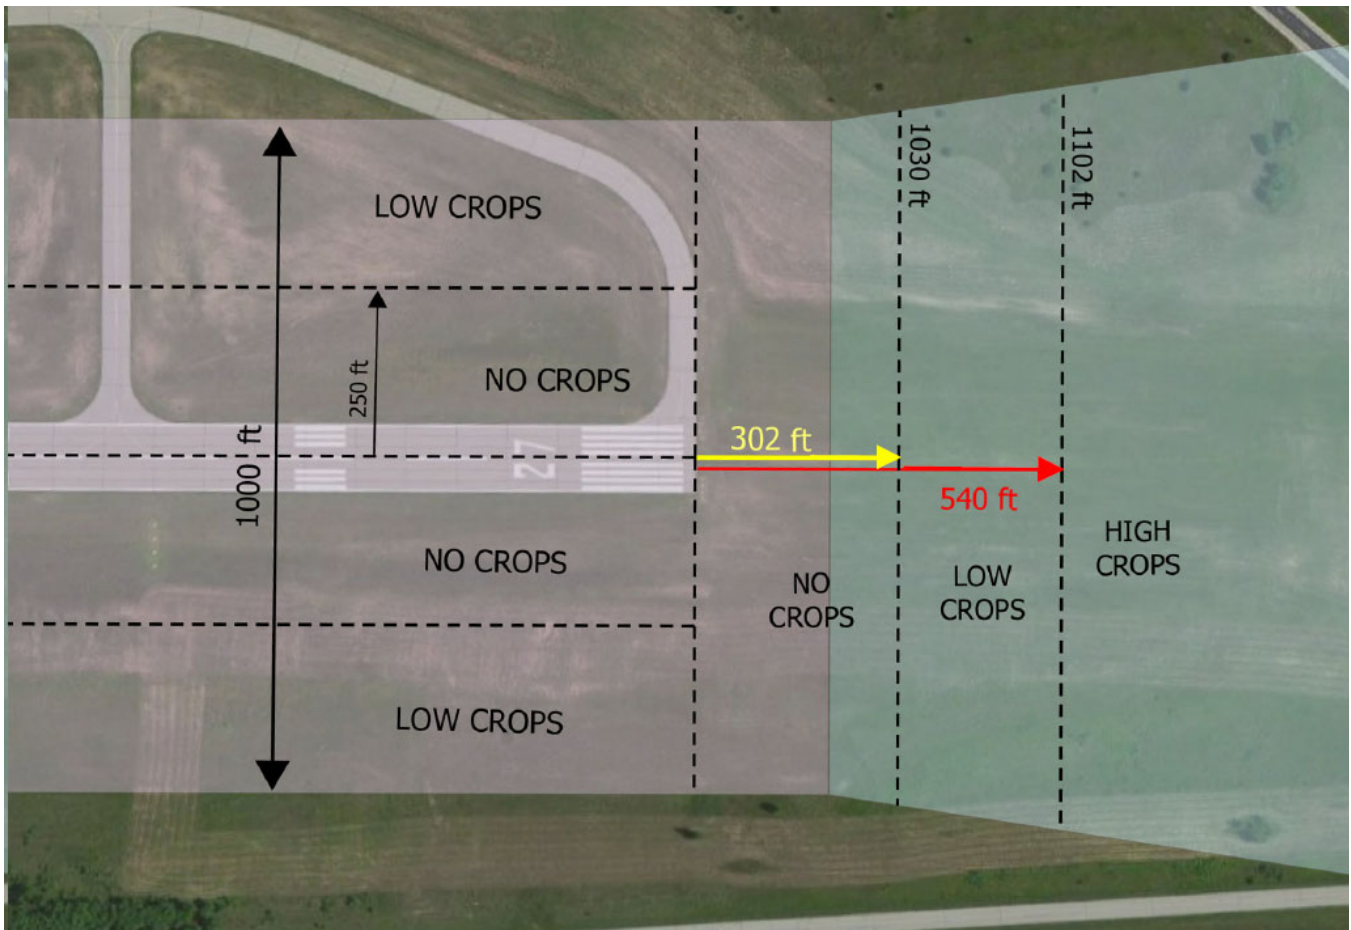 LOW CROPS
1030 ft
1102 ft
250 ft
NO CROPS
1000 ft
27
302 ft
540 ft
NO CROPS
NO
CROPS
LOW
CROPS
HIGH
CROPS
LOW CROPS